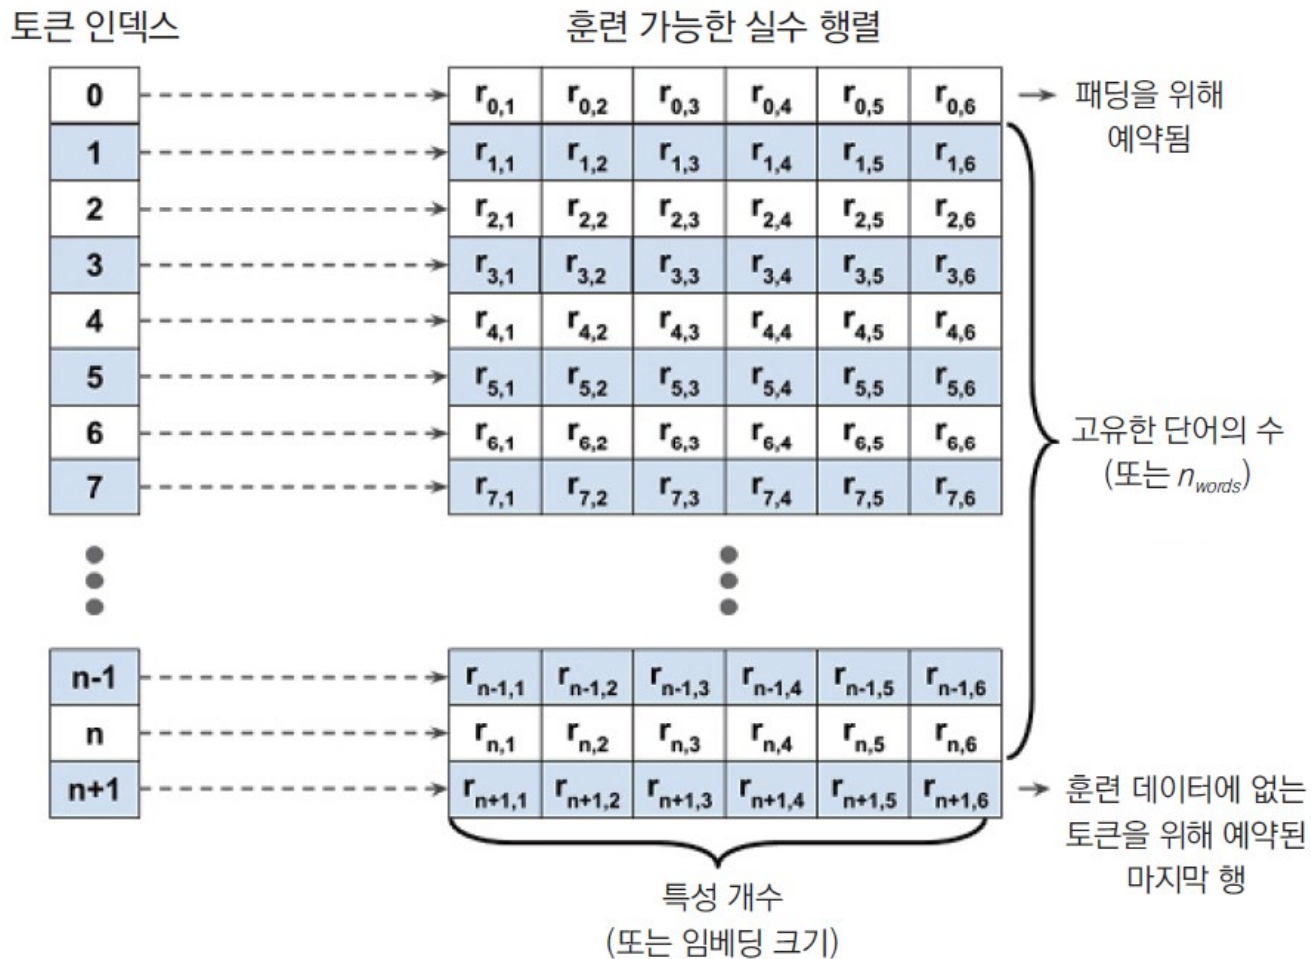 토큰 인덱스
훈련 가능한 실수 행렬
0 r0,1 r0,2 r0,3 r0,4 r0,5 r0,6
패딩을 위해
예약됨
1 r1,1 r1,2 r1,3 r1,4 r1,5 r1,6
2 r2,1 r2,2 r2,3 r2,4 r2,5 r2,6
3 r3,1 r3,2 r3,3 r3,4 r3,5 r3,6
4 r4,1 r4,2 r4,3 r4,4 r4,5 r4,6
5 r5,1 r5,2 r5,3 r5,4 r5,5 r5,6
6 r6,1 r6,2 r6,3 r6,4 r6,5 r6,6
7 r7,1 r7,2 r7,3 r7,4 r7,5 r7,6
고유한 단어의 수
(또는 nwords)
n-1 rn-1,1 rn-1,2 rn-1,3 rn-1,4 rn-1,5 rn-1,6
n rn,1 rn,2 rn,3 rn,4 rn,5 rn,6
n+1 rn+1,1 rn+1,2 rn+1,3 rn+1,4 rn+1,5 rn+1,6
훈련 데이터에 없는
토큰을 위해 예약된
마지막 행
특성 개수
(또는 임베딩 크기)